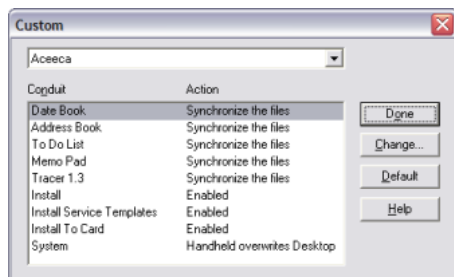 Custom
Aceeca
Conduit Action
Date Book Synchronize the files
Address Book Synchronize the files
To Do List Synchronize the files
Memo Pad Synchronize the files
Tracer 1.3 Synchronize the files
Install Enabled
Install Service Templates Enabled
Install To Card Enabled
System Handheld overwrites Desktop
Done
Change...
Default
Help